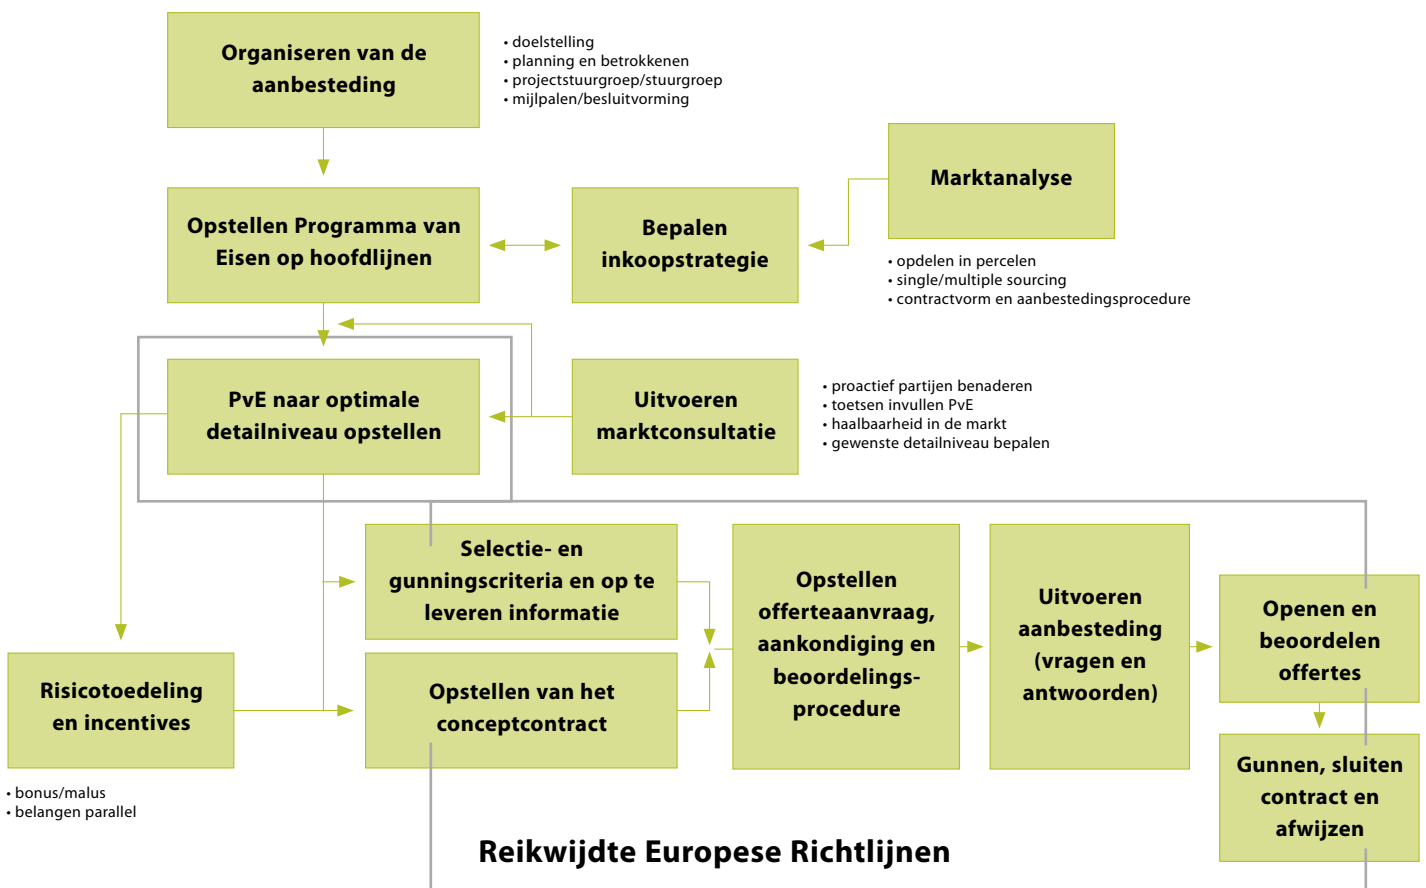 Organiseren van de
aanbesteding
• doelstelling
• planning en betrokkenen
• projectstuurgroep/stuurgroep
• mijlpalen/besluitvorming
Opstellen Programma van
Eisen op hoofdlijnen
Bepalen
inkoopstrategie
Marktanalyse
• opdelen in percelen
• single/multiple sourcing
• contractvorm en aanbestedingsprocedure
PvE naar optimale
detailniveau opstellen
Uitvoeren
marktconsultatie
• proactief partijen benaderen
• toetsen invullen PvE
• haalbaarheid in de markt
• gewenste detailniveau bepalen
Selectie- en
gunningscriteria en op te
leveren informatie
Risicotoedeling
en incentives
• bonus/malus
• belangen parallel
Opstellen van het
conceptcontract
Opstellen
offerteaanvraag,
aankondiging en
beoordelings-
procedure
Uitvoeren
aanbesteding
(vragen en
antwoorden)
Openen en
beoordelen
offertes
Gunnen, sluiten
contract en
afwijzen
Reikwijdte Europese Richtlijnen